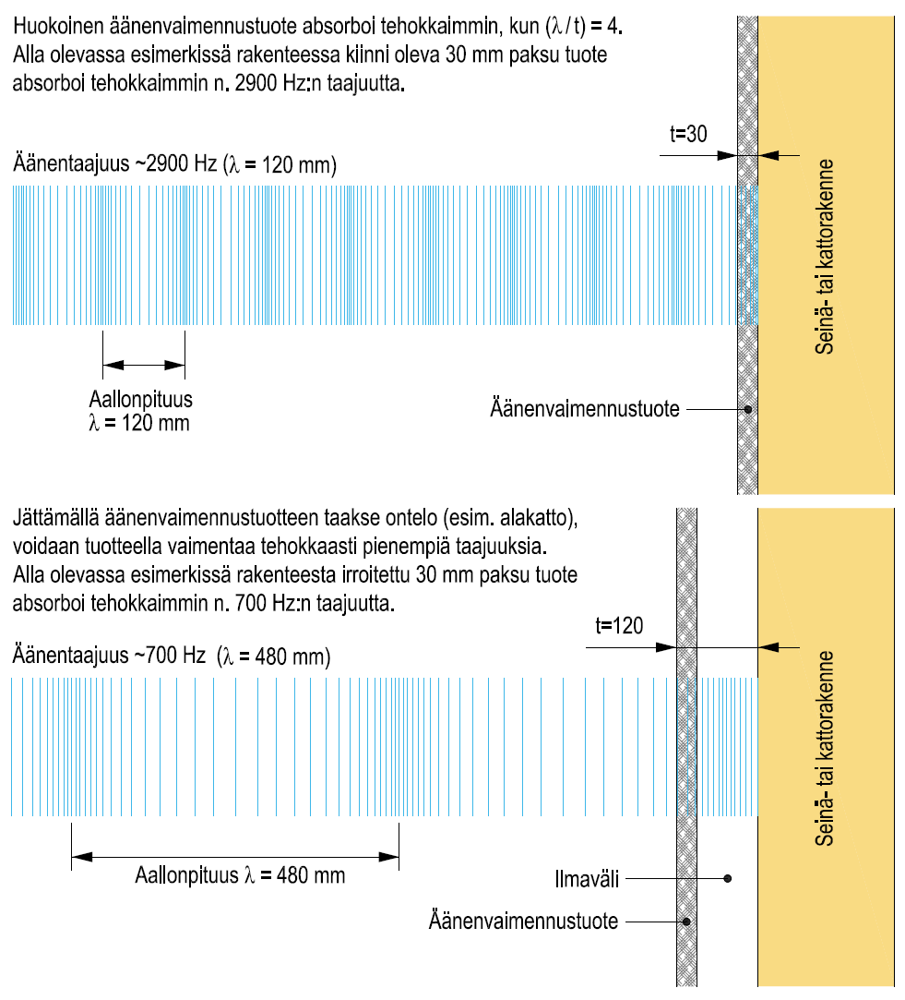 Huokoinen äänenvaimennustuote absorboi tehokkaimmin, kun (λ/t) = 4.
Alla olevassa esimerkissä rakenteessa kiinni oleva 30 mm paksu tuote
absorboi tehokkaimmin n. 2900 Hz:n taajuutta.
t=30
Äänentaajuus ~2900 Hz (λ = 120 mm)
Seinä- tai kattorakenne
Aallonpituus
λ = 120 mm
Äänenvaimennustuote
Jättämällä äänenvaimennustuotteen taakse ontelo (esim. alakatto),
voidaan tuotteella vaimentaa tehokkaasti pienempiä taajuuksia.
Alla olevassa esimerkissä rakenteesta irroitettu 30 mm paksu tuote
absorboi tehokkaimmin n. 700 Hz:n taajuutta.
t=120
Äänentaajuus ~700 Hz (λ = 480 mm)
Seinä- tai kattorakenne
Aallonpituus λ = 480 mm
Ilmaväli
Äänenvaimennustuote